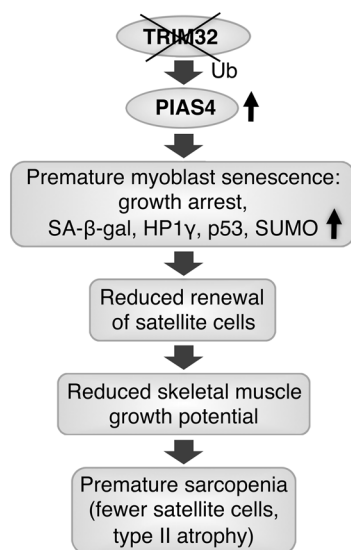 TRIM32
Ub
PIAS4
Premature myoblast senescence:
growth arrest,
SA-β-gal, HP1γ, p53, SUMO
Reduced renewal
of satellite cells
Reduced skeletal muscle
growth potential
Premature sarcopenia
(fewer satellite cells,
type II atrophy)